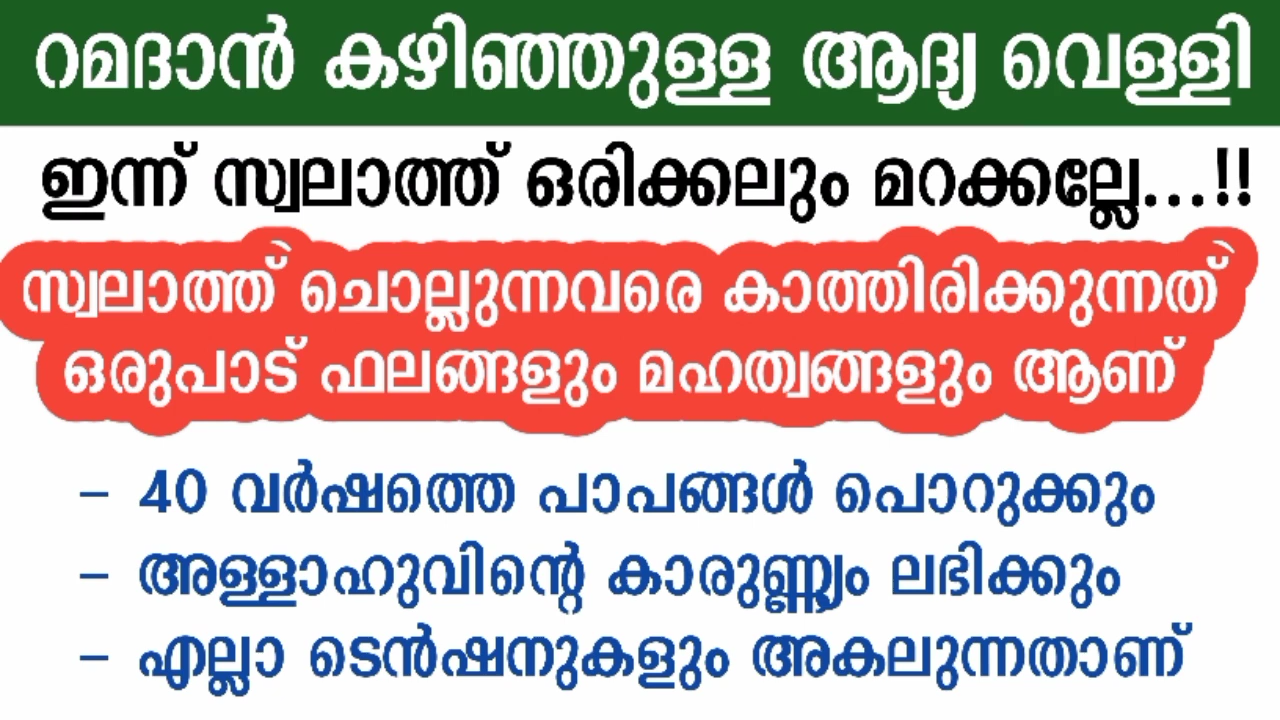 റമദാൻ കഴിഞ്ഞുള്ള ആദ്യ വെള്ളി
ഇന്ന് സ്വലാത്ത് ഒരിക്കലും മറക്കല്ലേ...!!
സ്വലാത്ത് ചൊല്ലുന്നവരെ കാത്തിരിക്കുന്നത്
ഒരുപാട് ഫലങ്ങളും മഹത്വങ്ങളും ആണ്
- 40 വർഷത്തെ പാപങ്ങൾ പൊറുക്കും
- അള്ളാഹുവിന്റെ കാരുണ്ണ്യം ലഭിക്കും
- എല്ലാ ടെൻഷനുകളും അകലുന്നതാണ്